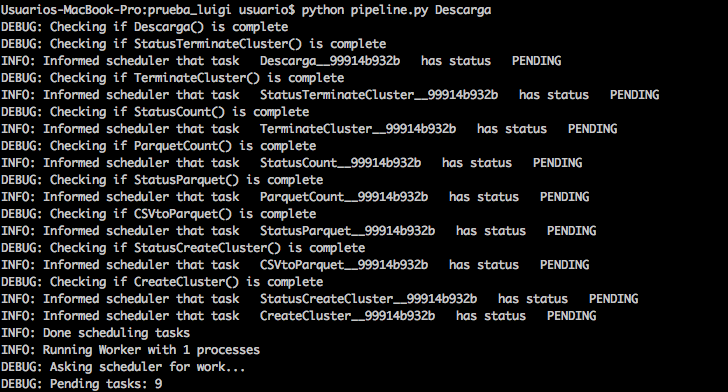 Usuarios-MacBook-Pro:prueba_luigi usuario$ python pipeline.py Descarga
DEBUG: Checking if Descarga() is complete
DEBUG: Checking if StatusTerminateCluster() is complete
INFO: Informed scheduler that task   Descarga__99914b932b   has status   PENDING
DEBUG: Checking if TerminateCluster() is complete
INFO: Informed scheduler that task   StatusTerminateCluster__99914b932b   has status   PENDING
DEBUG: Checking if StatusCount() is complete
INFO: Informed scheduler that task   TerminateCluster__99914b932b   has status   PENDING
DEBUG: Checking if ParquetCount() is complete
INFO: Informed scheduler that task   StatusCount__99914b932b   has status   PENDING
DEBUG: Checking if StatusParquet() is complete
INFO: Informed scheduler that task   ParquetCount__99914b932b   has status   PENDING
DEBUG: Checking if CSVtoParquet() is complete
INFO: Informed scheduler that task   StatusParquet__99914b932b   has status   PENDING
DEBUG: Checking if StatusCreateCluster() is complete
INFO: Informed scheduler that task   CSVtoParquet__99914b932b   has status   PENDING
DEBUG: Checking if CreateCluster() is complete
INFO: Informed scheduler that task   StatusCreateCluster__99914b932b   has status   PENDING
INFO: Informed scheduler that task   CreateCluster__99914b932b   has status   PENDING
INFO: Done scheduling tasks
INFO: Running Worker with 1 processes
DEBUG: Asking scheduler for work...
DEBUG: Pending tasks: 9